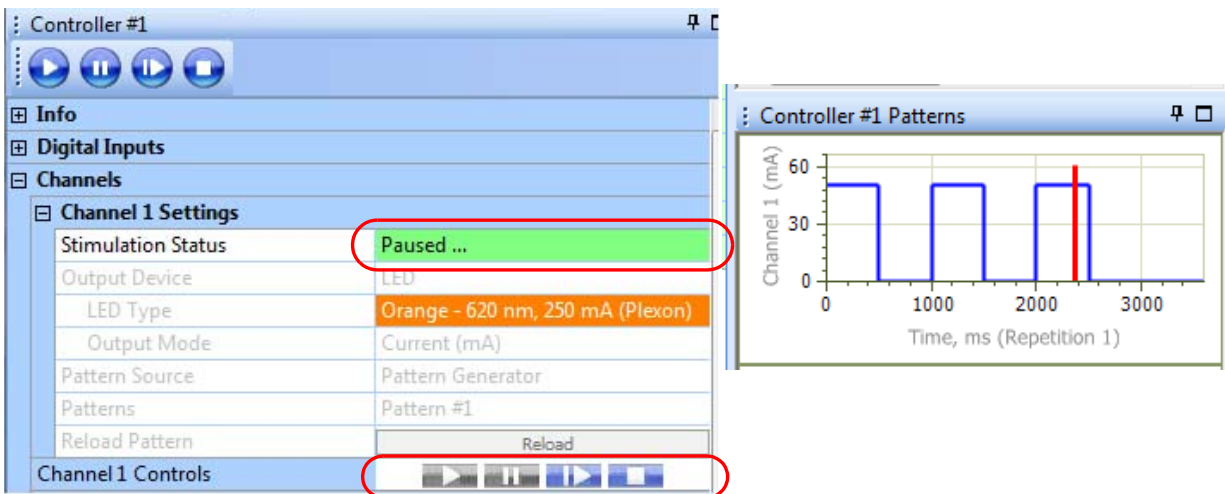 Controller #1
Info
Digital Inputs
Channels
Channel 1 Settings
Stimulation Status Paused ...
Output Device LED
LED Type Orange - 620 nm, 250 mA (Plexon)
Output Mode Current (mA)
Pattern Source Pattern Generator
Patterns Pattern #1
Reload Pattern Reload
Channel 1 Controls
Controller #1 Patterns
Channel 1 (mA)
60
30
0
0 1000 2000 3000
Time, ms (Repetition 1)